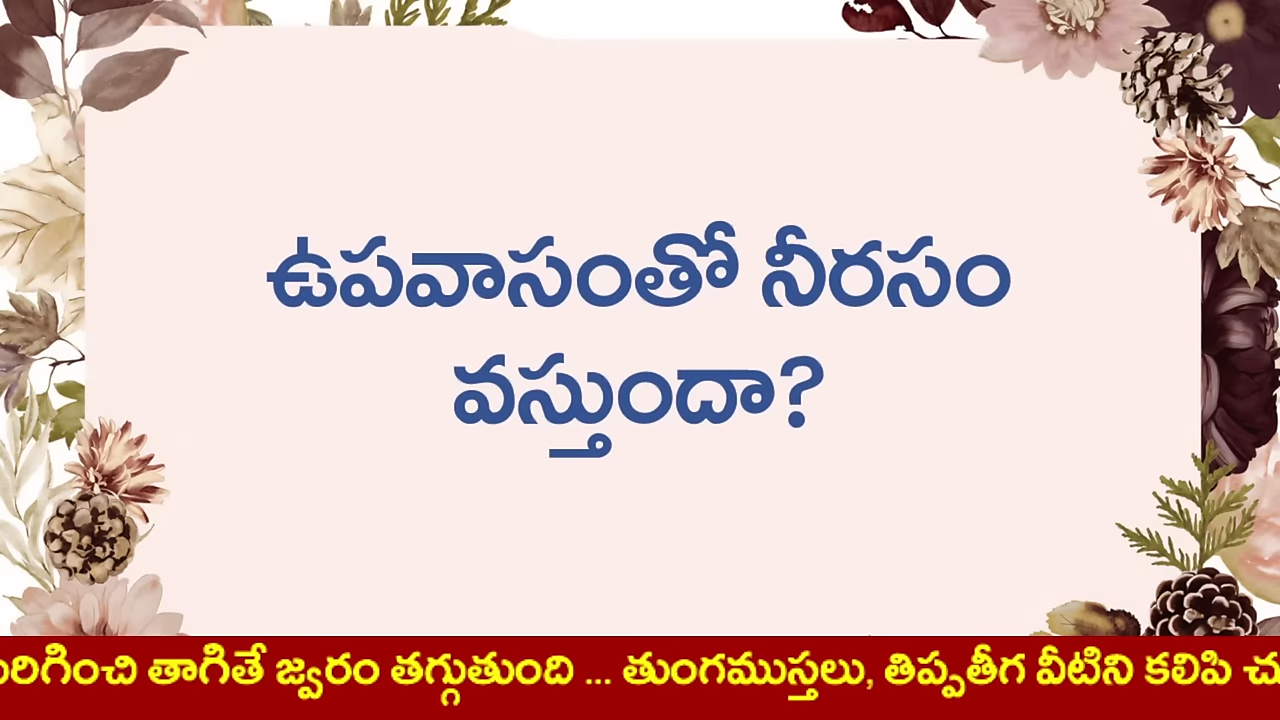 ఉపవాసంతో నీరసం
వస్తుందా?
తాగితే జ్వరం తగ్గుతుంది ... తుంగముస్తలు, తిప్పతీగ వీటిని కలిపి